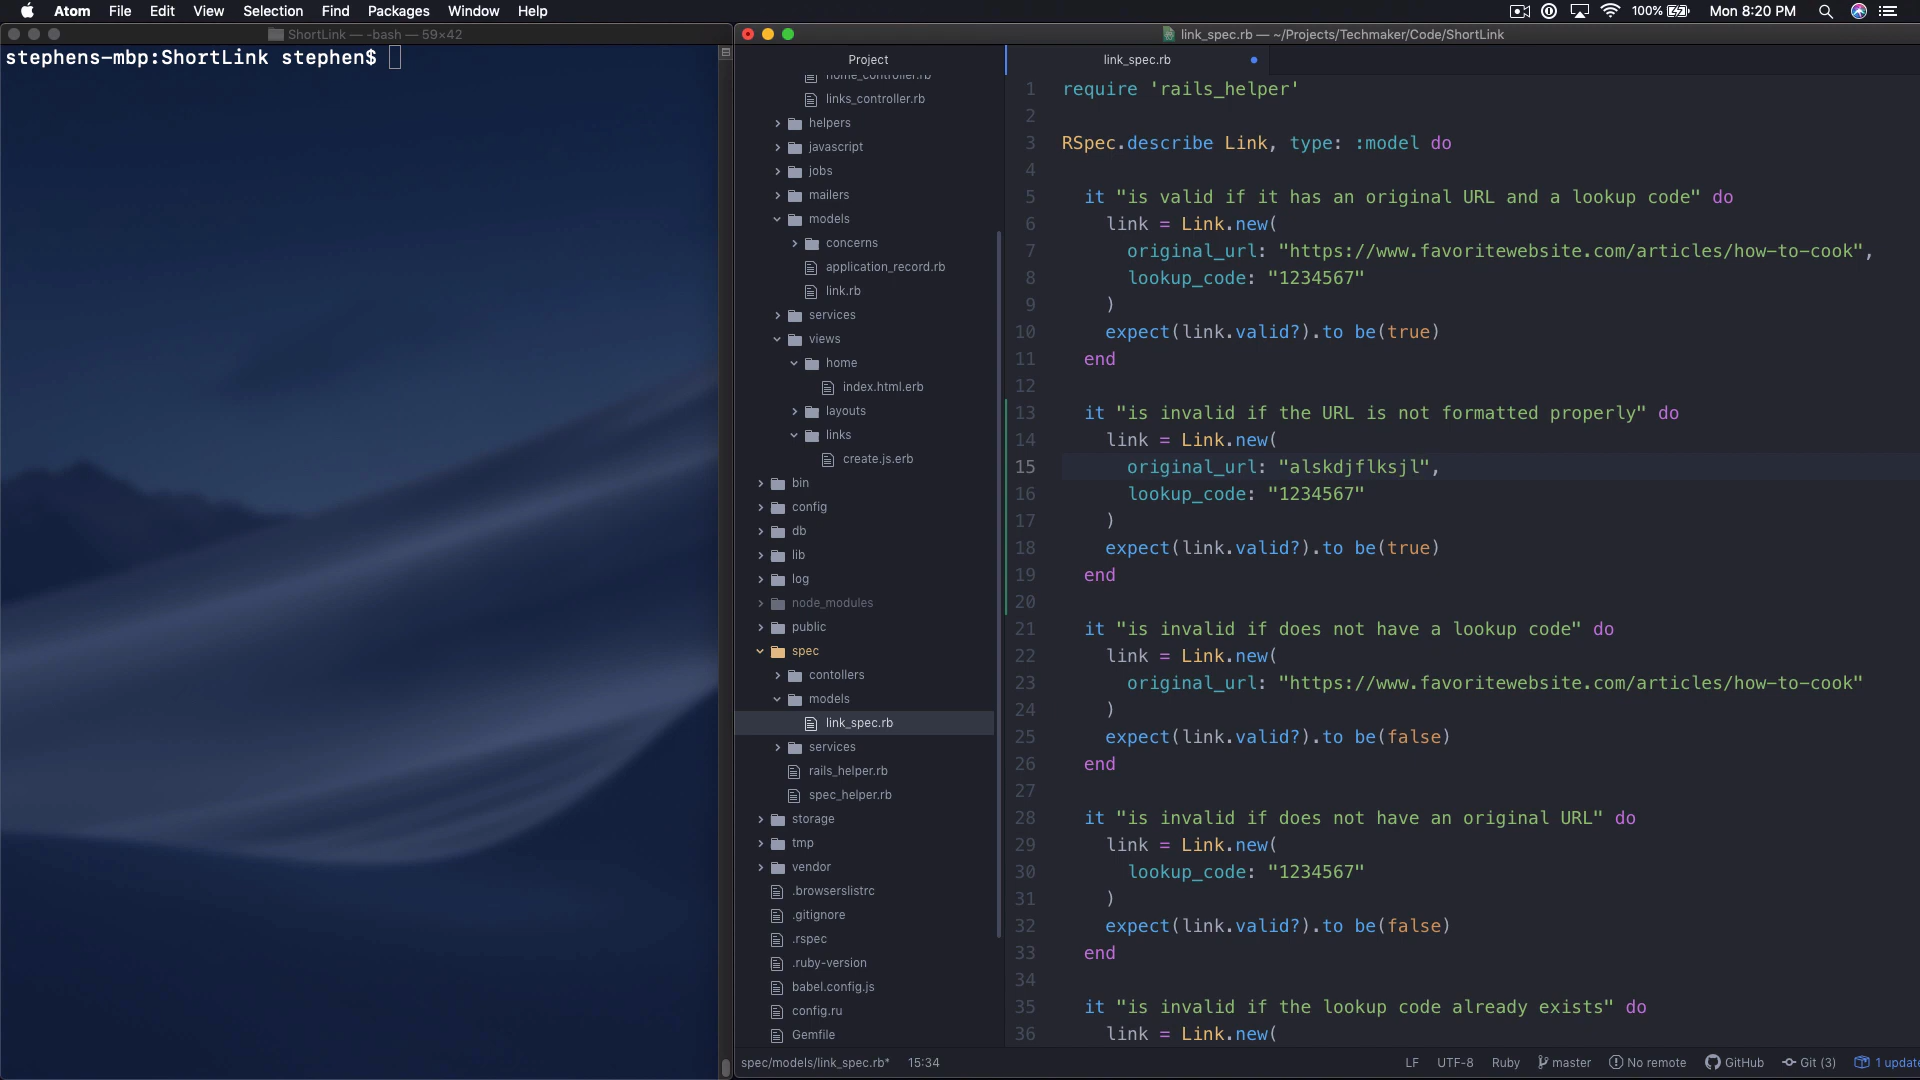 Atom File Edit View Selection Find Packages Window Help
100% Mon 8:20 PM
ShortLink — -bash — 59×42
stephens-mbp:ShortLink stephen$
link_spec.rb — ~/Projects/Techmaker/Code/ShortLink
Project
home_controller.rb
links_controller.rb
helpers
javascript
jobs
mailers
models
concerns
application_record.rb
link.rb
services
views
home
index.html.erb
layouts
links
create.js.erb
bin
config
db
lib
log
node_modules
public
spec
contollers
models
link_spec.rb
services
rails_helper.rb
spec_helper.rb
storage
tmp
vendor
.browserslistrc
.gitignore
.rspec
.ruby-version
babel.config.js
config.ru
Gemfile
link_spec.rb
1 require 'rails_helper'
2
3 RSpec.describe Link, type: :model do
4
5 it "is valid if it has an original URL and a lookup code" do
6 link = Link.new(
7 original_url: "https://www.favoritewebsite.com/articles/how-to-cook",
8 lookup_code: "1234567"
9 )
10 expect(link.valid?).to be(true)
11 end
12
13 it "is invalid if the URL is not formatted properly" do
14 link = Link.new(
15 original_url: "alskdjflksjl",
16 lookup_code: "1234567"
17 )
18 expect(link.valid?).to be(true)
19 end
20
21 it "is invalid if does not have a lookup code" do
22 link = Link.new(
23 original_url: "https://www.favoritewebsite.com/articles/how-to-cook"
24 )
25 expect(link.valid?).to be(false)
26 end
27
28 it "is invalid if does not have an original URL" do
29 link = Link.new(
30 lookup_code: "1234567"
31 )
32 expect(link.valid?).to be(false)
33 end
34
35 it "is invalid if the lookup code already exists" do
36 link = Link.new(
spec/models/link_spec.rb* 15:34
LF UTF-8 Ruby master No remote GitHub Git (3) 1 update